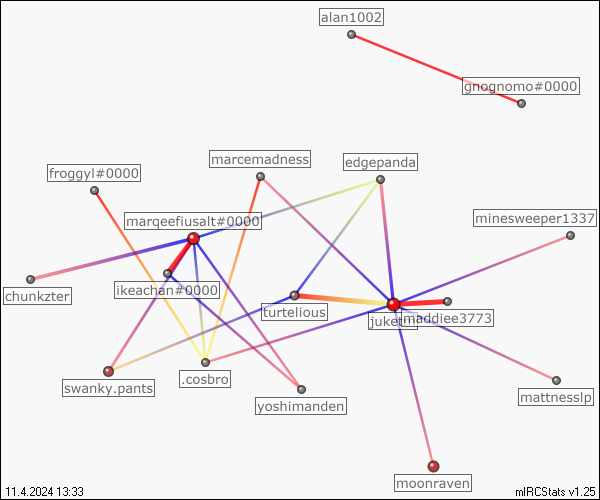 alan1002
gnognomo#0000
marcemadness
edgepanda
froggyl#0000
marqeefiusalt#0000
minesweeper1337
chunkzter
ikeachan#0000
turtelious
maddiee3773
swanky.pants
.cosbro
yoshimanden
mattnesslp
moonraven
11.4.2024 13:33
mIRCStats v1.25